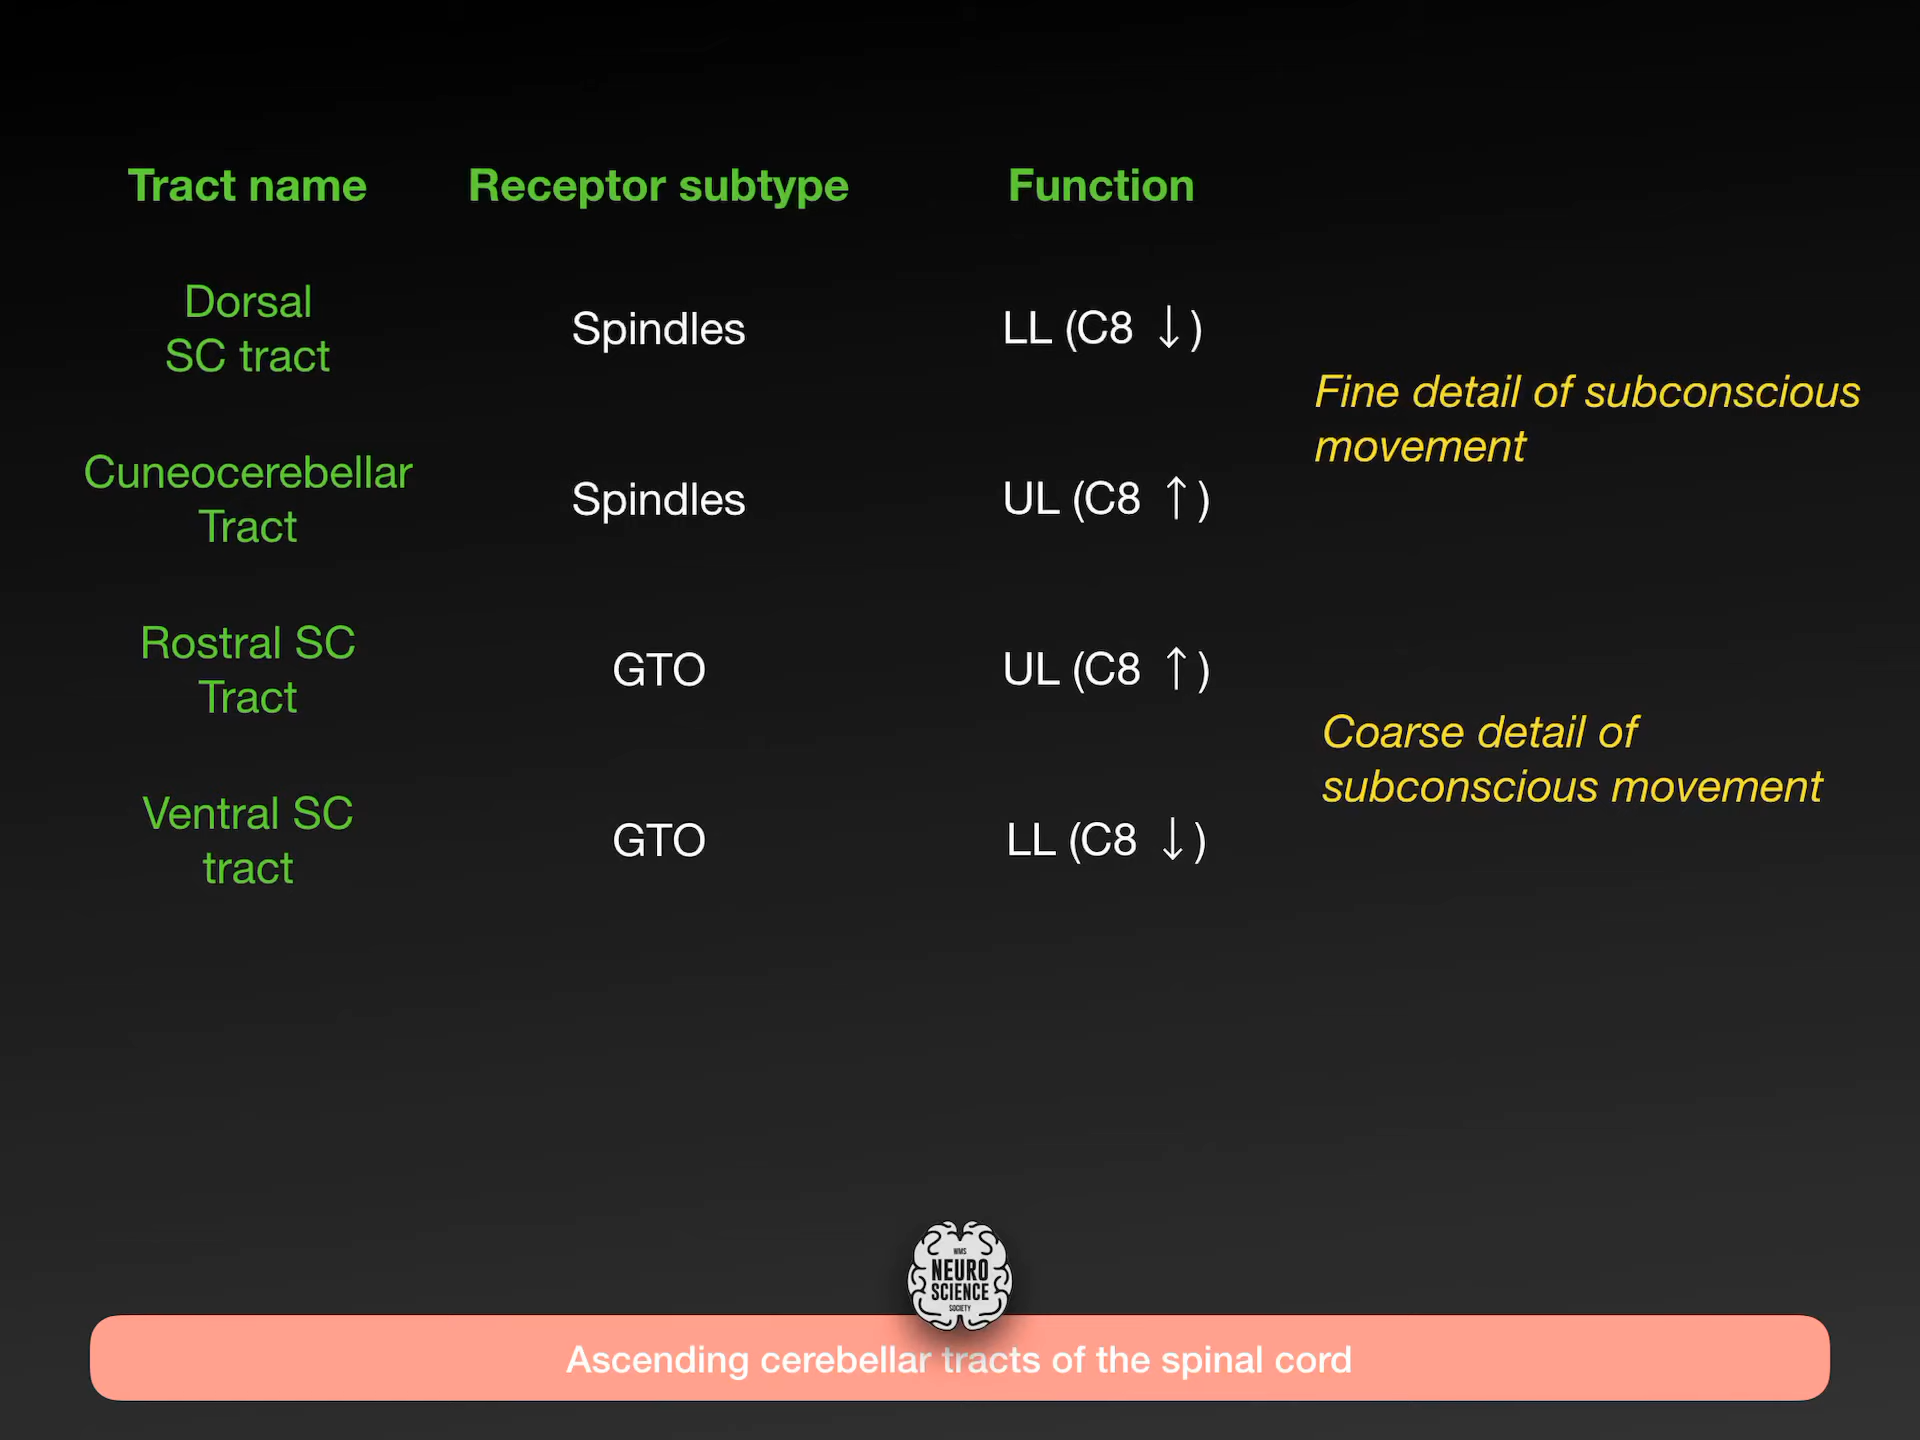 Tract name
Receptor subtype
Function
Dorsal
SC tract
Spindles
LL (C8 ↓)
Fine detail of subconscious
movement
Cuneocerebellar
Tract
Spindles
UL (C8 ↑)
Rostral SC
Tract
GTO
UL (C8 ↑)
Coarse detail of
subconscious movement
Ventral SC
tract
GTO
LL (C8 ↓)
WMS
NEURO
SCIENCE
SOCIETY
Ascending cerebellar tracts of the spinal cord